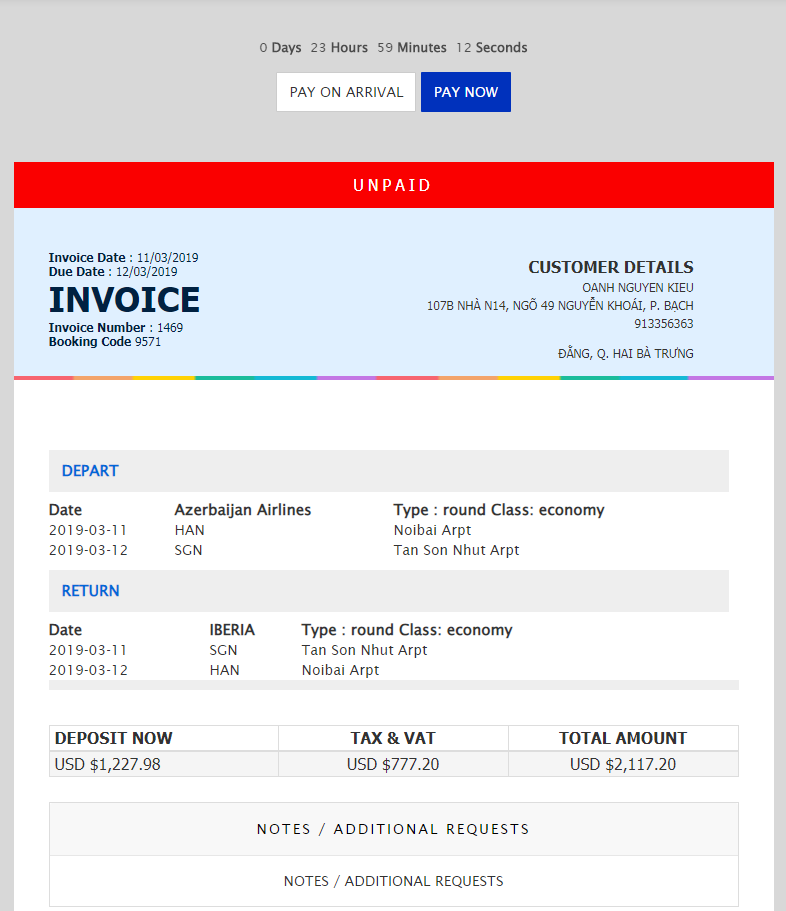 0 Days 23 Hours 59 Minutes 12 Seconds
PAY ON ARRIVAL PAY NOW
UNPAID
Invoice Date : 11/03/2019
Due Date : 12/03/2019
INVOICE
Invoice Number : 1469
Booking Code 9571
CUSTOMER DETAILS
OANH NGUYEN KIEU
107B NHÀ N14, NGÕ 49 NGUYỄN KHOÁI, P. BẠCH
913356363
ĐẰNG, Q. HAI BÀ TRƯNG
DEPART
Date Azerbaijan Airlines Type : round Class: economy
2019-03-11 HAN Noibai Arpt
2019-03-12 SGN Tan Son Nhut Arpt
RETURN
Date IBERIA Type : round Class: economy
2019-03-11 SGN Tan Son Nhut Arpt
2019-03-12 HAN Noibai Arpt
DEPOSIT NOW TAX & VAT TOTAL AMOUNT
USD $1,227.98 USD $777.20 USD $2,117.20
NOTES / ADDITIONAL REQUESTS
NOTES / ADDITIONAL REQUESTS